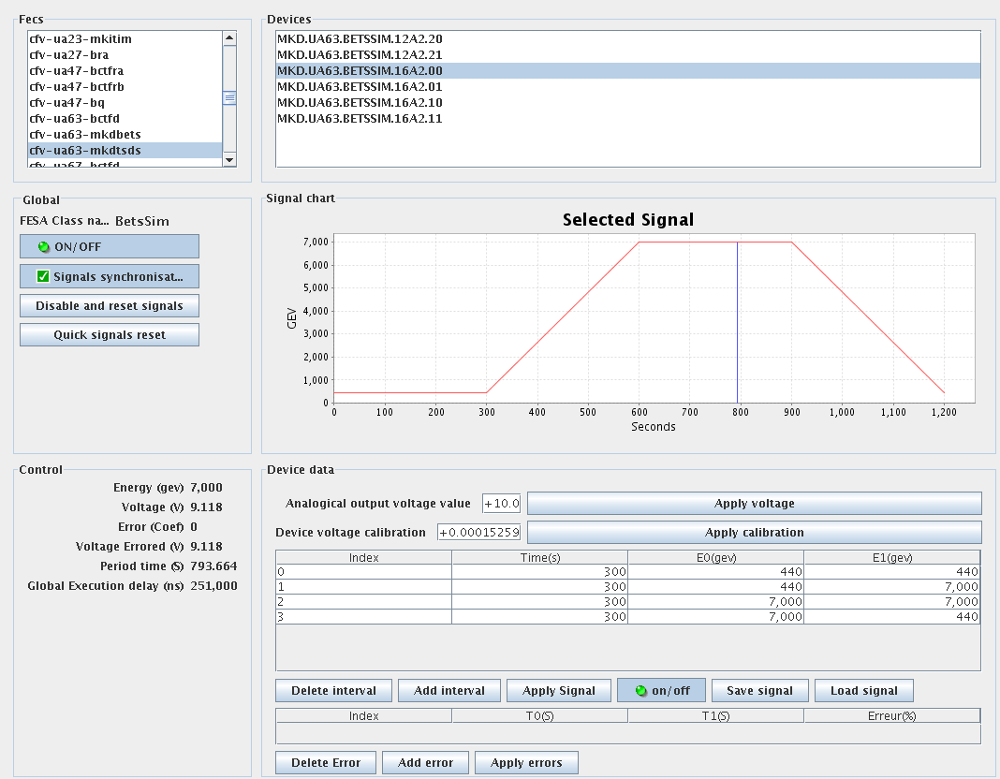 Fecs
cfv-ua23-mkitim
cfv-ua27-bra
cfv-ua47-bctfra
cfv-ua47-bctfrb
cfv-ua47-bq
cfv-ua63-bctfd
cfv-ua63-mkdbets
cfv-ua63-mkdtsds
cfv-ua67-bctfd
Devices
MKD.UA63.BETSSIM.12A2.20
MKD.UA63.BETSSIM.12A2.21
MKD.UA63.BETSSIM.16A2.00
MKD.UA63.BETSSIM.16A2.01
MKD.UA63.BETSSIM.16A2.10
MKD.UA63.BETSSIM.16A2.11
Global
FESA Class na... BetsSim
ON/OFF
Signals synchronisat...
Disable and reset signals
Quick signals reset
Signal chart
Selected Signal
7,000
6,000
5,000
4,000
3,000
2,000
1,000
0
GEV
0 100 200 300 400 500 600 700 800 900 1,000 1,100 1,200
Seconds
Control
Energy (gev) 7,000
Voltage (V) 9.118
Error (Coef) 0
Voltage Errored (V) 9.118
Period time (S) 793.664
Global Execution delay (ns) 251,000
Device data
Analogical output voltage value +10.0 Apply voltage
Device voltage calibration +0.00015259 Apply calibration
Index Time(s) E0(gev) E1(gev)
0 300 440 440
1 300 440 7,000
2 300 7,000 7,000
3 300 7,000 440
Delete interval Add interval Apply Signal on/off Save signal Load signal
Index T0(S) T1(S) Erreur(%)
Delete Error Add error Apply errors